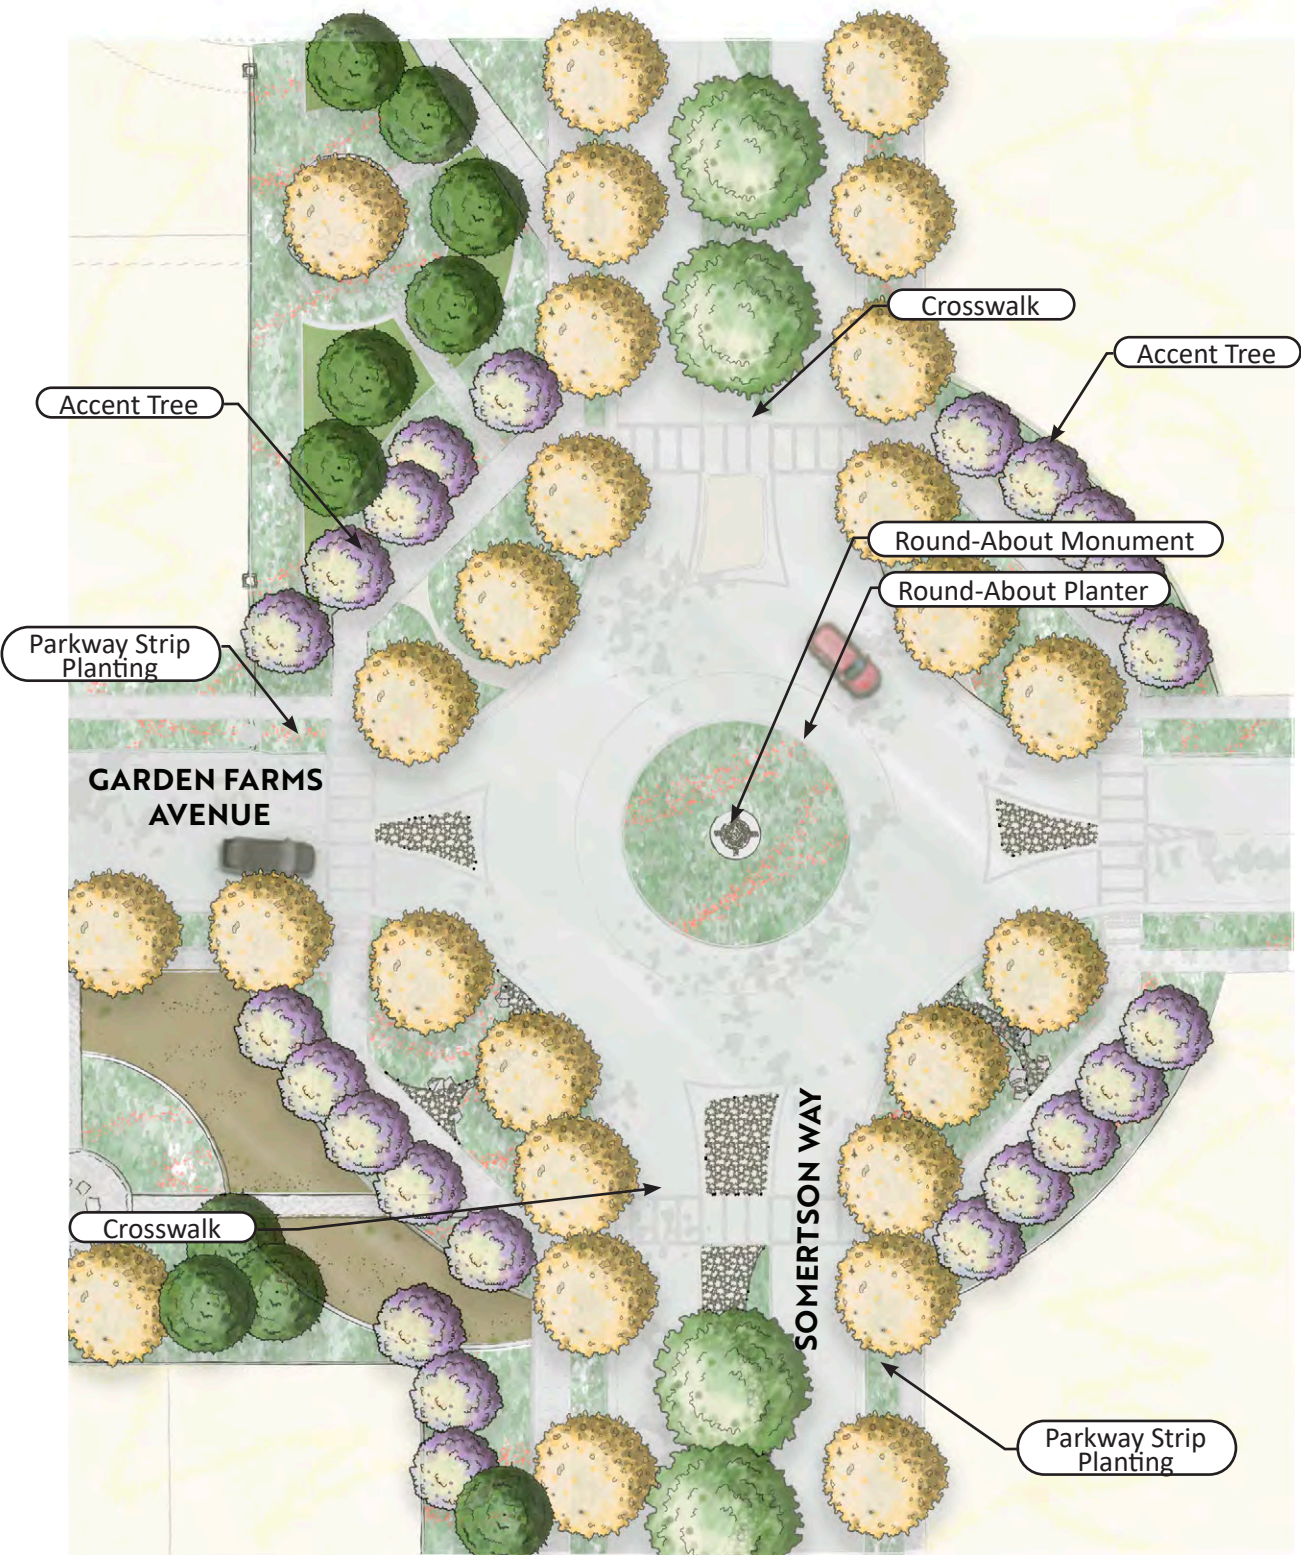 Crosswalk
Accent Tree
Accent Tree
Round-About Monument
Round-About Planter
Parkway Strip
Planting
GARDEN FARMS
AVENUE
SOMERTSON WAY
Crosswalk
Parkway Strip
Planting